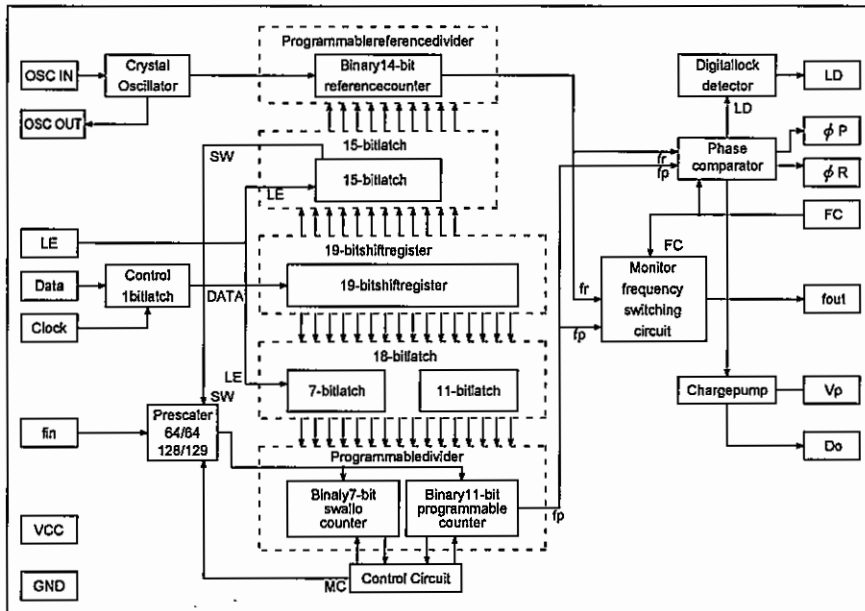 Programmablereferencedivider
OSC IN
Crystal
Oscillator
Binary14-bit
referencecounter
Digitallock
detector
LD
LD
OSC OUT
ϕP
15-bitlatch
SW
15-bitlatch
Phase
comparator
fr
fp
ϕR
LE
FC
LE
19-bitshiftregister
FC
Data
Control
1bitlatch
DATA
19-bitshiftregister
fr
Monitor
frequency
switching
circuit
fout
Clock
fp
18-bitlatch
LE
SW
7-bitlatch
11-bitlatch
Chargepump
Vp
fin
Prescater
64/64
128/129
Do
Programmabledivider
Binaly7-bit
swallo
counter
Binary11-bit
programmable
counter
fp
VCC
GND
MC
Control Circuit